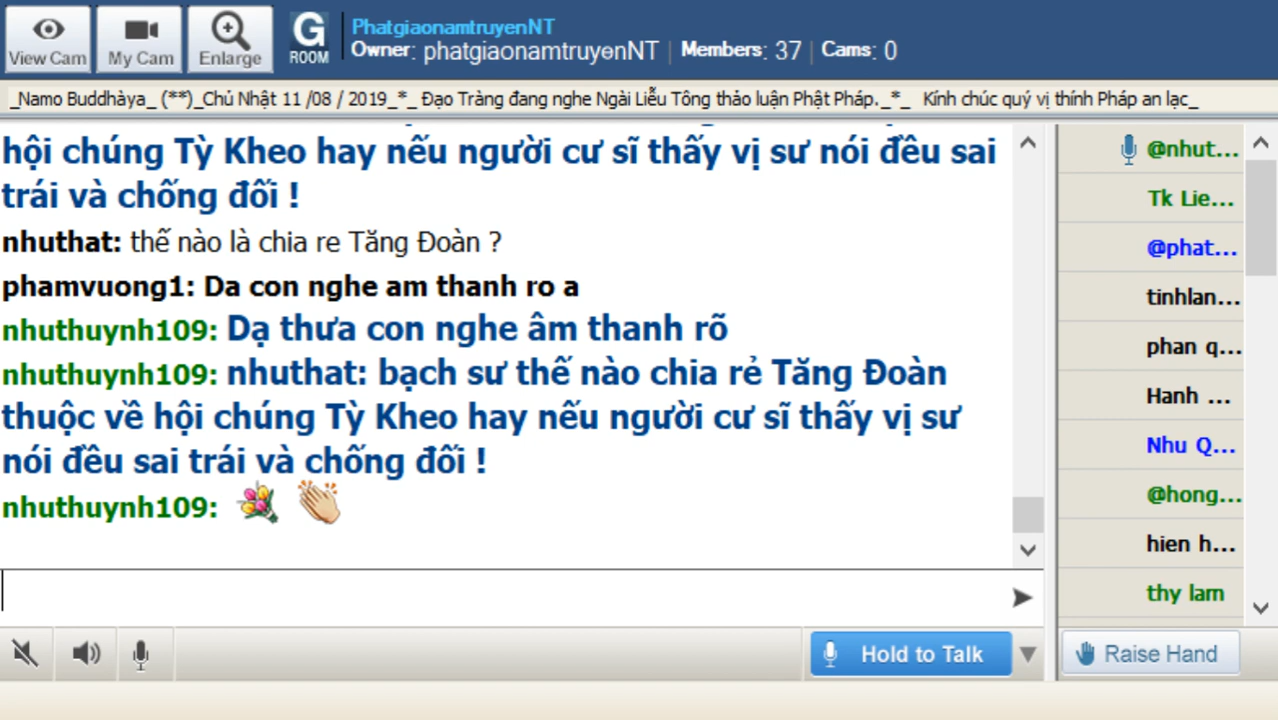 View Cam
My Cam
Enlarge
G
ROOM
PhatgiaonamtruyenNT
Owner: phatgiaonamtruyenNT | Members: 37 | Cams: 0
_Namo Buddhàya_ (**)_Chủ Nhật 11 /08 / 2019_*_ Đạo Tràng đang nghe Ngài Liễu Tông thảo luận Phật Pháp._*_ Kính chúc quý vị thính Pháp an lạc_
hội chúng Tỳ Kheo hay nếu người cư sĩ thấy vị sư nói đều sai
trái và chống đối !
nhuthat: thế nào là chia re Tăng Đoàn ?
phamvuong1: Da con nghe am thanh ro a
nhuthuynh109: Dạ thưa con nghe âm thanh rõ
nhuthuynh109: nhuthat: bạch sư thế nào chia rẻ Tăng Đoàn
thuộc về hội chúng Tỳ Kheo hay nếu người cư sĩ thấy vị sư
nói đều sai trái và chống đối !
nhuthuynh109:
@nhut...
Tk Lie...
@phat...
tinhlan...
phan q...
Hanh ...
Nhu Q...
@hong...
hien h...
thy lam
Hold to Talk
Raise Hand